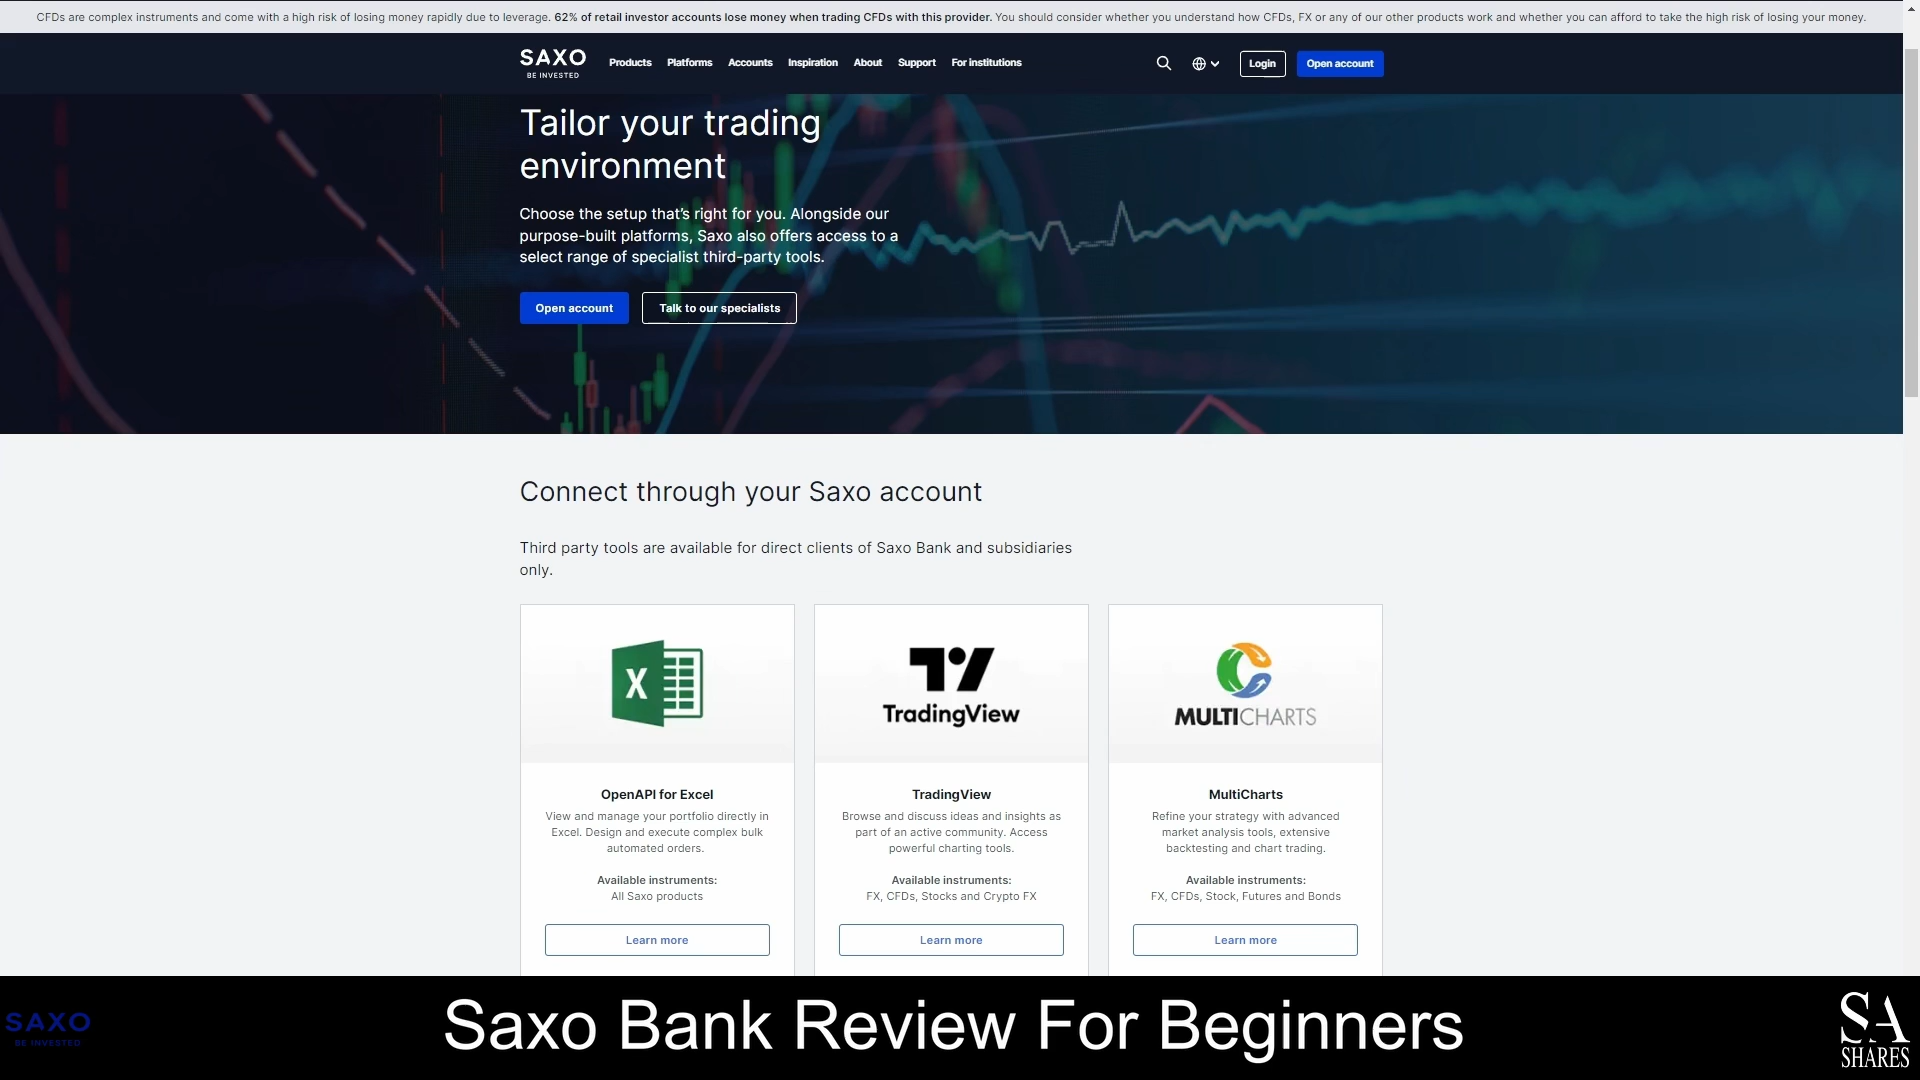 CFDs are complex instruments and come with a high risk of losing money rapidly due to leverage. 62% of retail investor accounts lose money when trading CFDs with this provider. You should consider whether you understand how CFDs, FX or any of our other products work and whether you can afford to take the high risk of losing your money.
SAXO
BE INVESTED
Products Platforms Accounts Inspiration About Support For institutions Login Open account
Tailor your trading
environment
Choose the setup that's right for you. Alongside our
purpose-built platforms, Saxo also offers access to a
select range of specialist third-party tools.
Open account Talk to our specialists
Connect through your Saxo account
Third party tools are available for direct clients of Saxo Bank and subsidiaries
only.
X
TradingView
MULTICHARTS
OpenAPI for Excel
View and manage your portfolio directly in
Excel. Design and execute complex bulk
automated orders.
Available instruments:
All Saxo products
Learn more
TradingView
Browse and discuss ideas and insights as
part of an active community. Access
powerful charting tools.
Available instruments:
FX, CFDs, Stocks and Crypto FX
Learn more
MultiCharts
Refine your strategy with advanced
market analysis tools, extensive
backtesting and chart trading.
Available instruments:
FX, CFDs, Stock, Futures and Bonds
Learn more
SAXO
BE INVESTED
Saxo Bank Review For Beginners
SA
SHARES